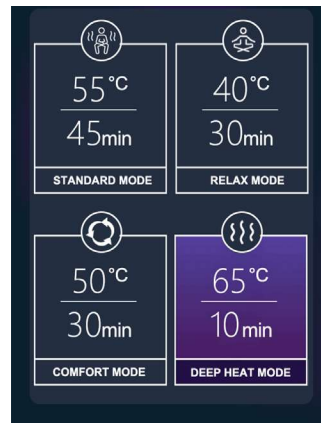 55°C
45min
STANDARD MODE
40°C
30min
RELAX MODE
50°C
30min
COMFORT MODE
65°C
10min
DEEP HEAT MODE